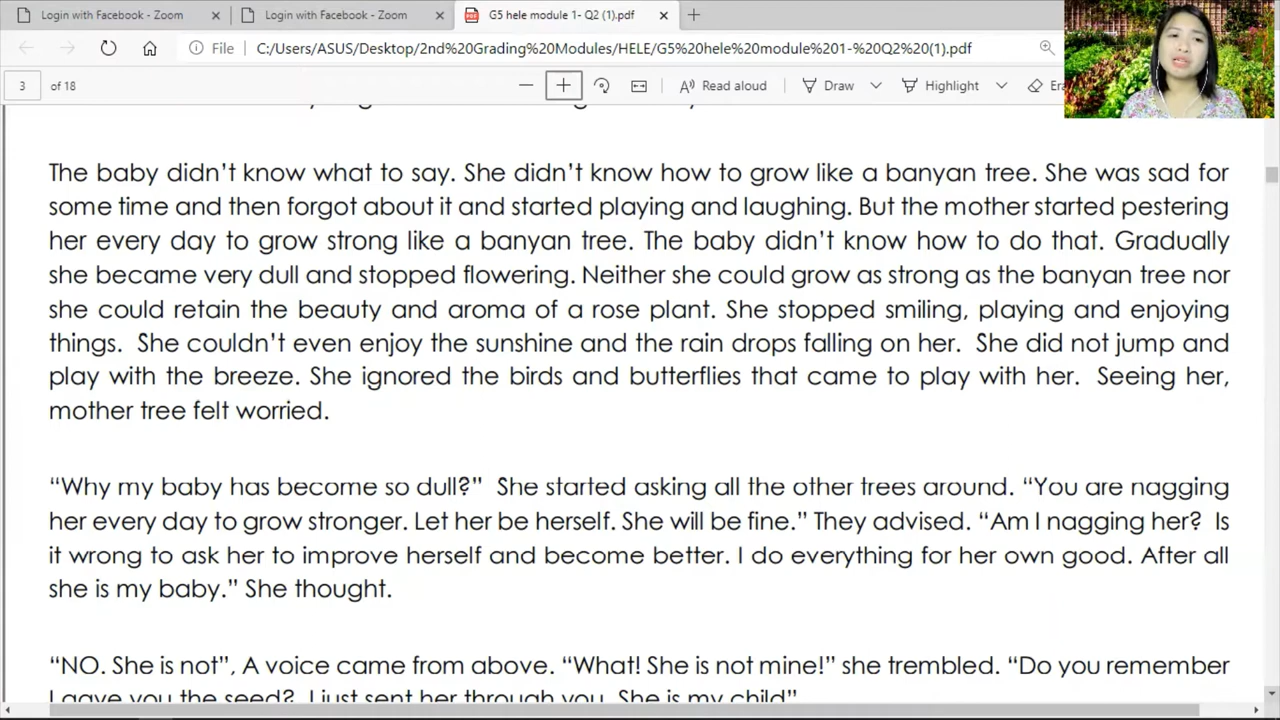 Login with Facebook - Zoom
Login with Facebook - Zoom
G5 hele module 1- Q2 (1).pdf
File
C:/Users/ASUS/Desktop/2nd%20Grading%20Modules/HELE/G5%20hele%20module%201-%20Q2%20(1).pdf
3 of 18
Read aloud
Draw
Highlight
The baby didn't know what to say. She didn't know how to grow like a banyan tree. She was sad for
some time and then forgot about it and started playing and laughing. But the mother started pestering
her every day to grow strong like a banyan tree. The baby didn't know how to do that. Gradually
she became very dull and stopped flowering. Neither she could grow as strong as the banyan tree nor
she could retain the beauty and aroma of a rose plant. She stopped smiling, playing and enjoying
things. She couldn't even enjoy the sunshine and the rain drops falling on her. She did not jump and
play with the breeze. She ignored the birds and butterflies that came to play with her. Seeing her,
mother tree felt worried.
“Why my baby has become so dull?” She started asking all the other trees around. “You are nagging
her every day to grow stronger. Let her be herself. She will be fine.” They advised. “Am I nagging her? Is
it wrong to ask her to improve herself and become better. I do everything for her own good. After all
she is my baby.” She thought.
“NO. She is not”, A voice came from above. “What! She is not mine!” she trembled. “Do you remember
I gave you the seed? I just sent her through you. She is my child”